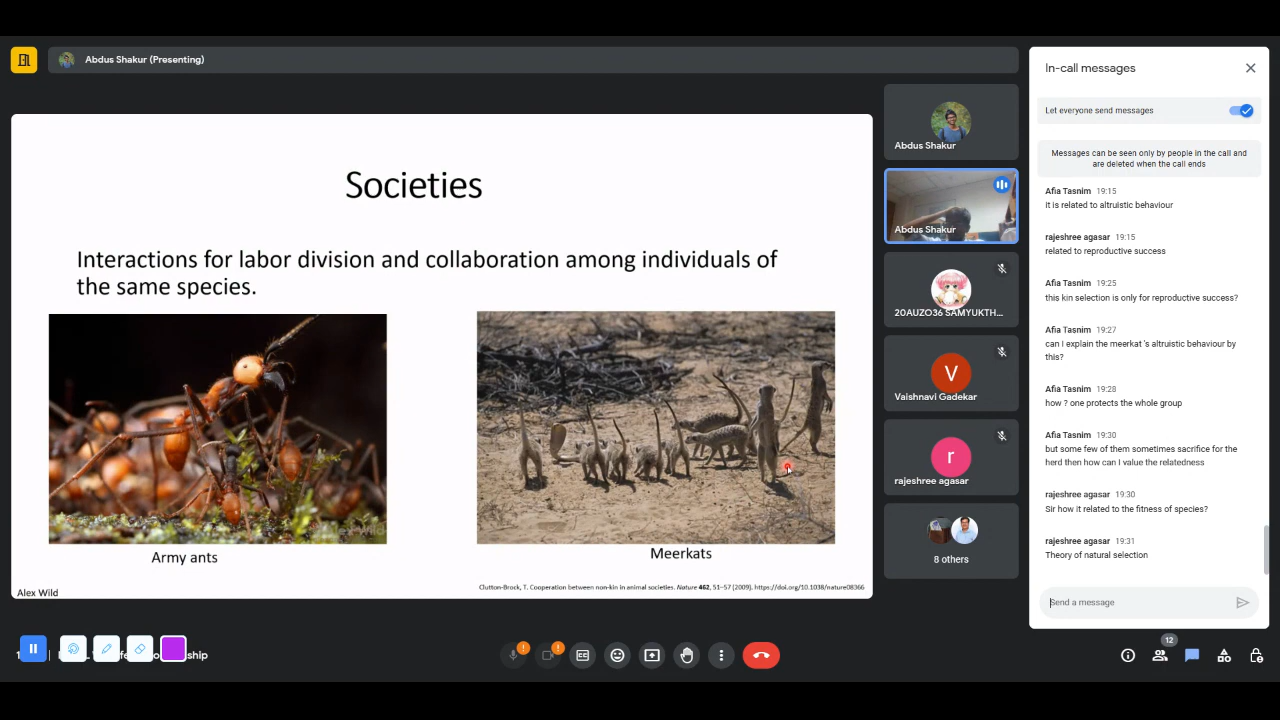 Abdus Shakur (Presenting)
Societies
Interactions for labor division and collaboration among individuals of
the same species.
Army ants
Meerkats
Clutton-Brock, T. Cooperation between non-kin in animal societies. Nature 462, 51–57 (2009). https://doi.org/10.1038/nature08366
Alex Wild
Alex Wild
Abdus Shakur
Abdus Shakur
20AUZO36 SAMYUKTH...
V
Vaishnavi Gadekar
r
rajeshree agasar
8 others
In-call messages
Let everyone send messages
Messages can be seen only by people in the call and
are deleted when the call ends
Afia Tasnim 19:15
It is related to altruistic behaviour
rajeshree agasar 19:15
related to reproductive success
Afia Tasnim 19:25
this kin selection is only for reproductive success?
Afia Tasnim 19:27
can I explain the meerkat 's altruistic behaviour by
this?
Afia Tasnim 19:28
how ? one protects the whole group
Afia Tasnim 19:30
but some few of them sometimes sacrifice for the
herd then how can I value the relatedness
rajeshree agasar 19:30
Sir how it related to the fitness of species?
rajeshree agasar 19:31
Theory of natural selection
Send a message
12